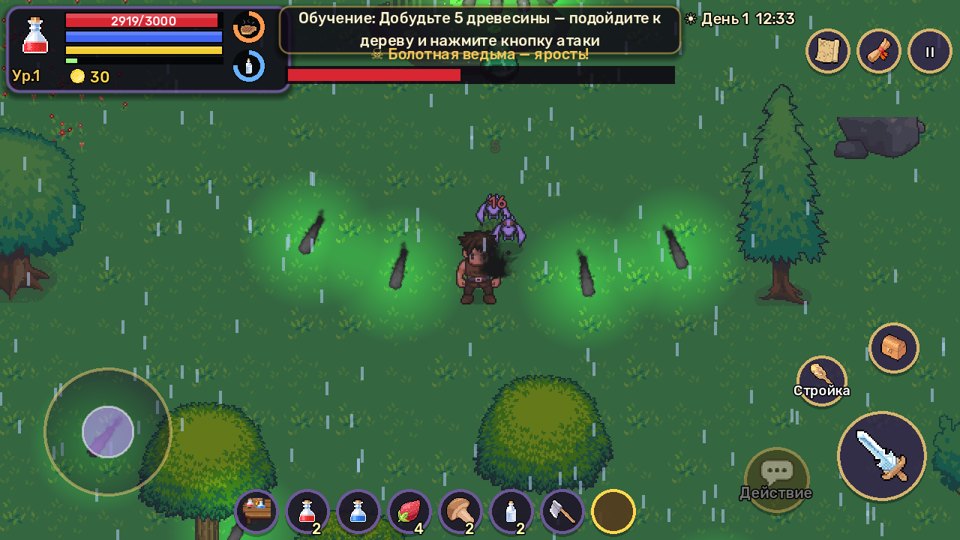 2919/3000
Ур.1
30
Обучение: Добудьте 5 древесины — подойдите к
дереву и нажмите кнопку атаки
☠ Болотная ведьма — ярость!
День 1 12:33
5
16
Стройка
Действие
2
4
2
2